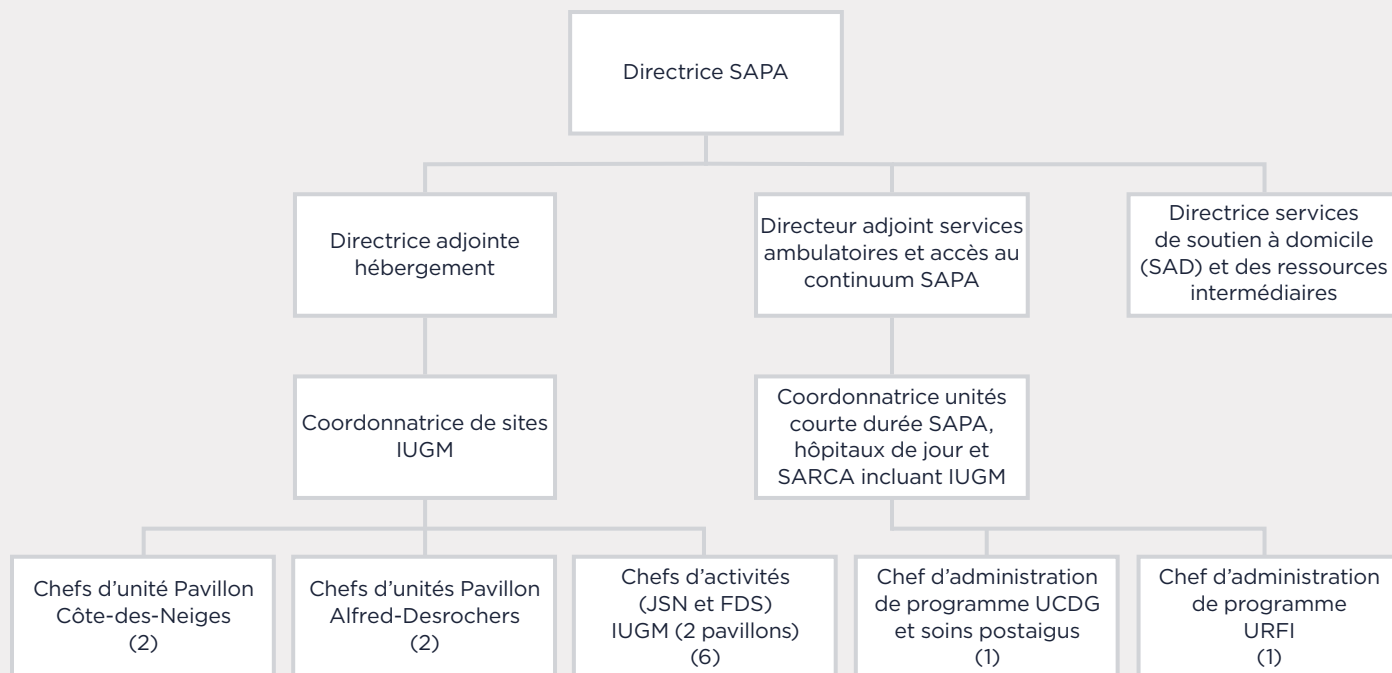 Directrice SAPA
Directrice adjointe
hébergement
Directeur adjoint services
ambulatoires et accès au
continuum SAPA
Directrice services
de soutien à domicile
(SAD) et des ressources
intermédiaires
Coordonnatrice de sites
IUGM
Coordonnatrice unités
courte durée SAPA,
hôpitaux de jour et
SARCA incluant IUGM
Chefs d’unité Pavillon
Côte-des-Neiges
(2)
Chefs d’unités Pavillon
Alfred-Desrochers
(2)
Chefs d’activités
(JSN et FDS)
IUGM (2 pavillons)
(6)
Chef d’administration
de programme UCDG
et soins postaigus
(1)
Chef d’administration
de programme
URFI
(1)